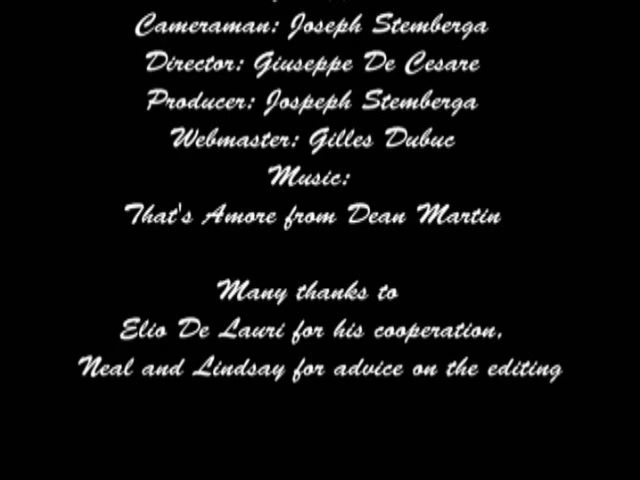 Cameraman: Joseph Stemberga
Director: Giuseppe De Cesare
Producer: Jospeph Stemberga
Webmaster: Gilles Dubuc
Music:
That's Amore from Dean Martin
Many thanks to
Elio De Lauri for his cooperation,
Neal and Lindsay for advice on the editing